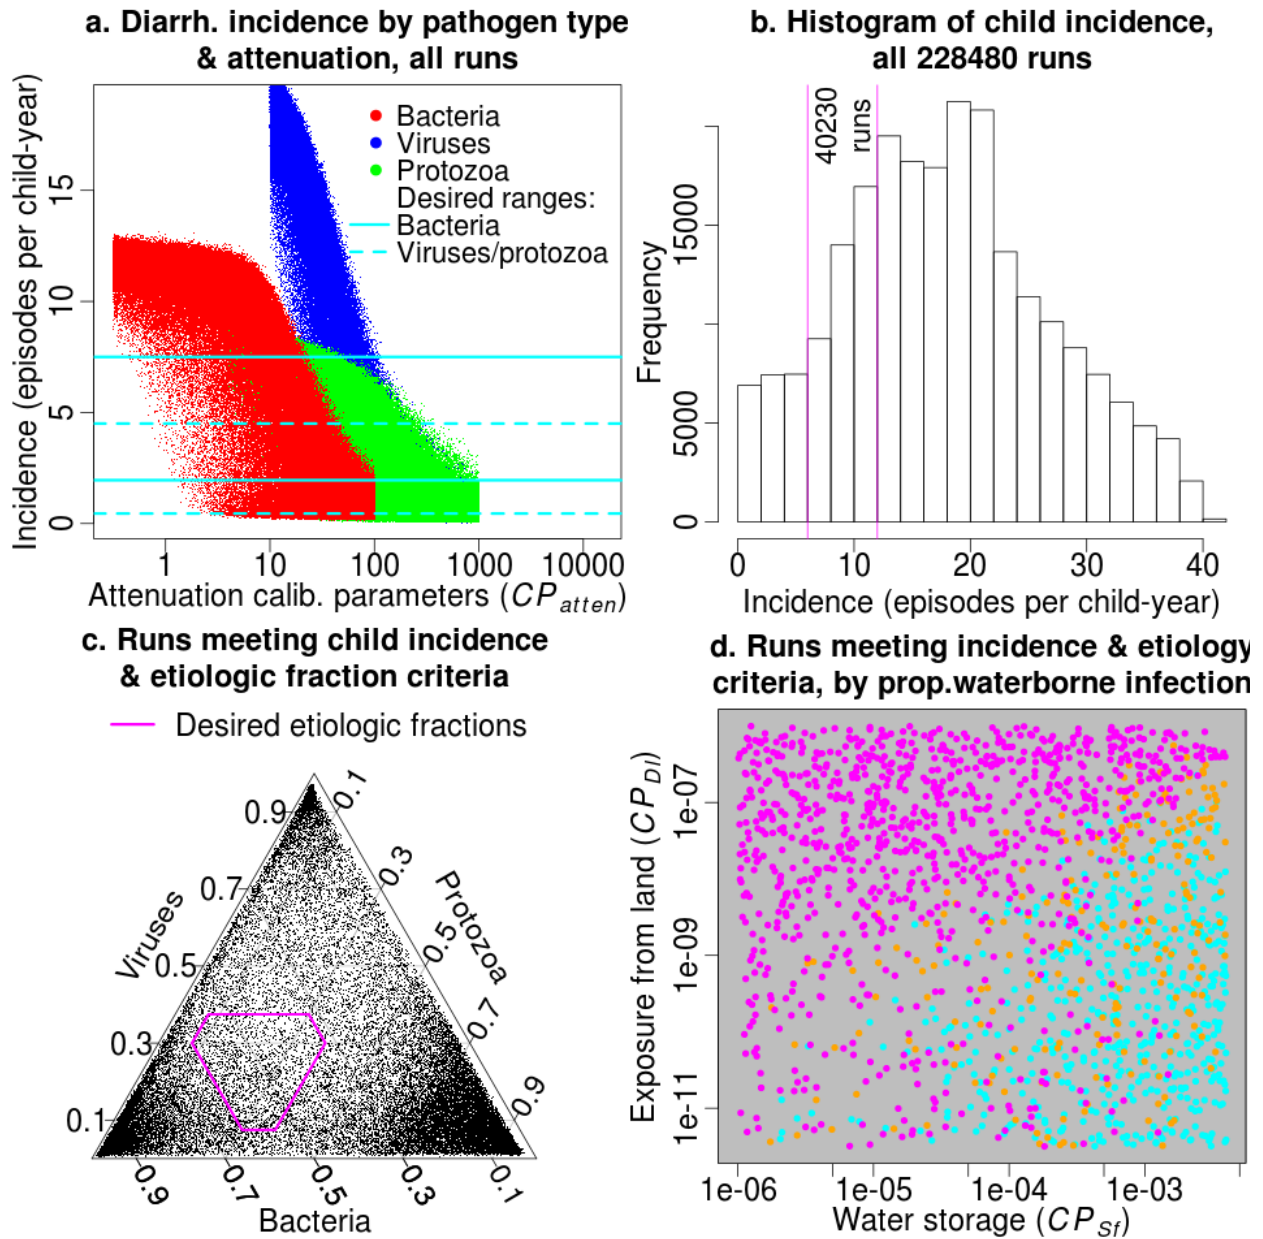 a. Diarrh. incidence by pathogen type
& attenuation, all runs
Incidence (episodes per child-year)
15
10
5
0
Bacteria
Viruses
Protozoa
Desired ranges:
Bacteria
Viruses/protozoa
1 10 100 1000 10000
Attenuation calib. parameters (CPatten)
b. Histogram of child incidence,
all 228480 runs
Frequency
15000
5000
0
40230
runs
0 10 20 30 40
Incidence (episodes per child-year)
c. Runs meeting child incidence
& etiologic fraction criteria
Desired etiologic fractions
Viruses
0.9
0.7
0.5
0.3
0.1
Protozoa
0.1
0.3
0.5
0.7
0.9
0.9 0.7 0.5 0.3 0.1
Bacteria
d. Runs meeting incidence & etiology
criteria, by prop.waterborne infection
Exposure from land (CPDI)
1e-07
1e-09
1e-11
1e-06 1e-05 1e-04 1e-03
Water storage (CPSf)